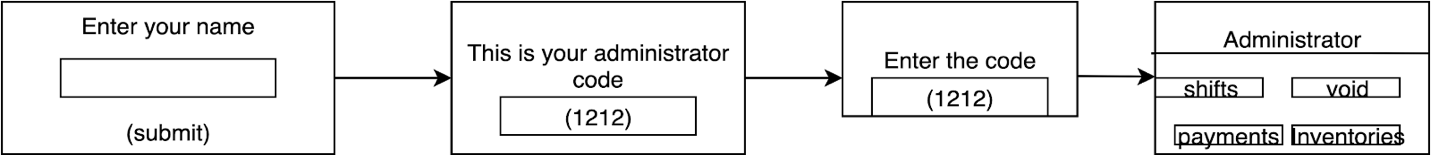 Enter your name
(submit)
This is your administrator
code
(1212)
Enter the code
(1212)
Administrator
shifts
void
payments
Inventories